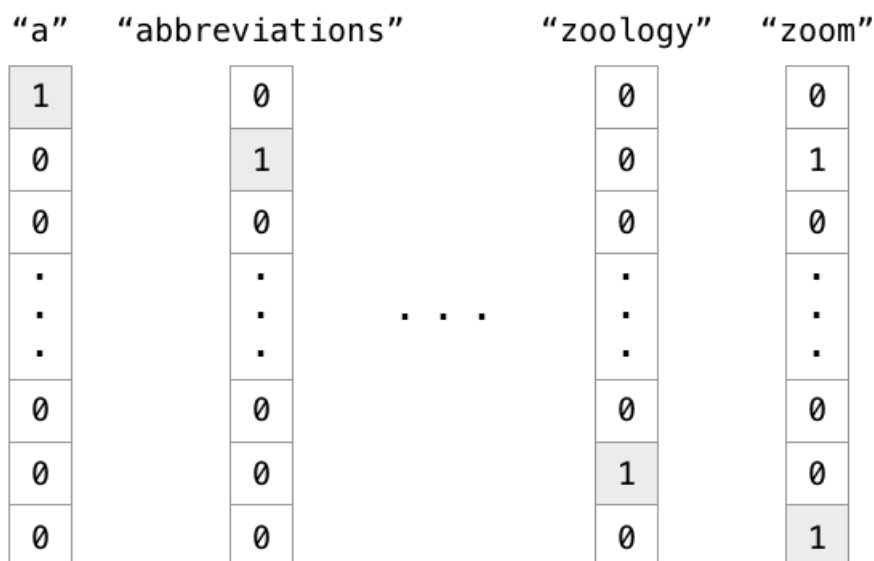 “a” “abbreviations” “zoology” “zoom”
1 0 0 0
0 1 0 1
0 0 0 0
. . . .
. . . . . . .
. . . .
0 0 0 0
0 0 1 0
0 0 0 1